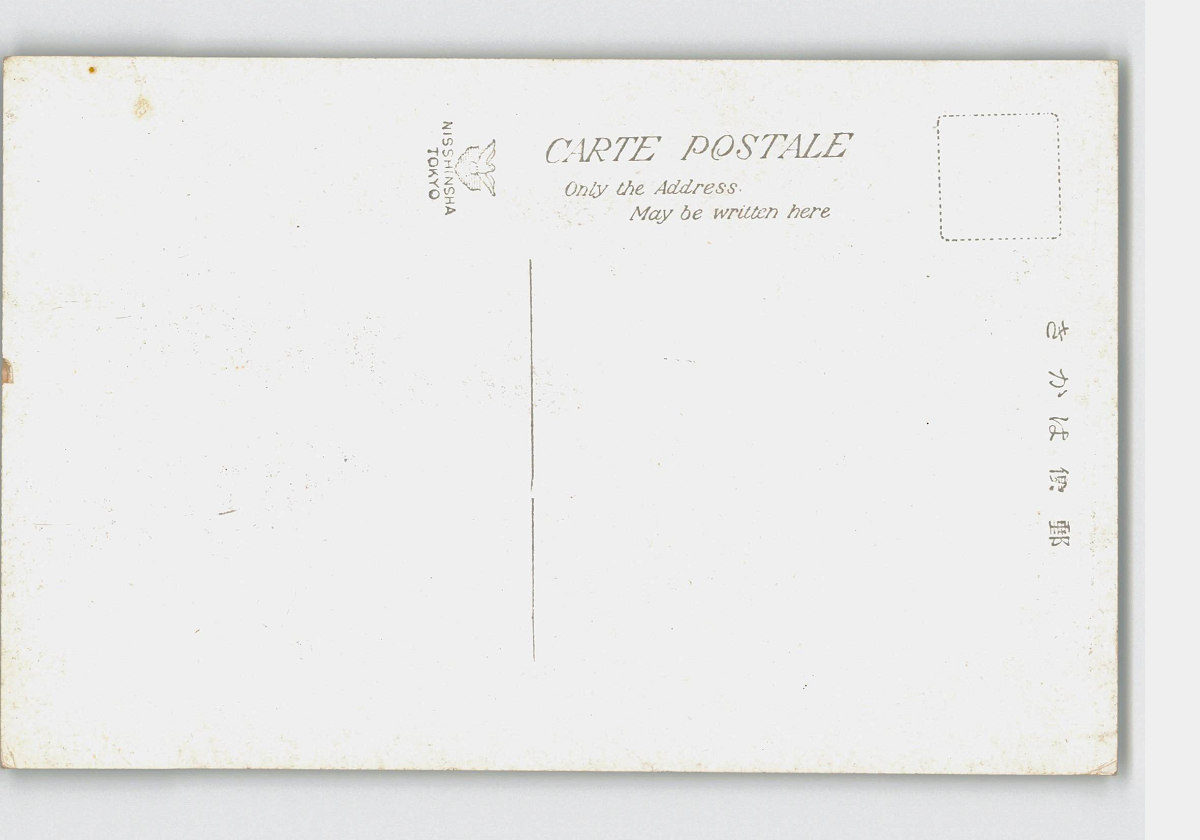 CARTE POSTALE
Only the Address.
May be written here
NISSHINSHA
TOKYO
きかは便郵